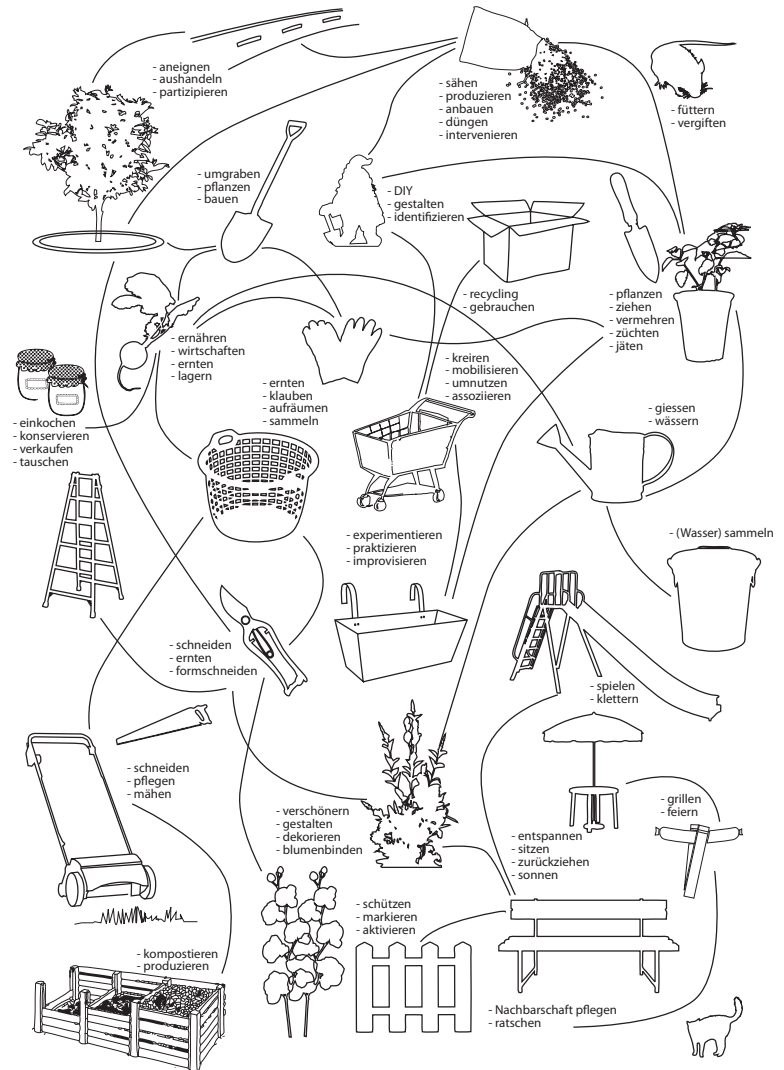 - aneignen
- aushandeln
- partizipieren
- sähen
- produzieren
- anbauen
- düngen
- intervenieren
- füttern
- vergiften
- umgraben
- pflanzen
- bauen
- DIY
- gestalten
- identifizieren
- recycling
- gebrauchen
- pflanzen
- ziehen
- vermehren
- züchten
- jäten
- ernähren
- wirtschaften
- ernten
- lagern
- ernten
- klauben
- aufräumen
- sammeln
- kreiren
- mobilisieren
- umnutzen
- assoziieren
- einkochen
- konservieren
- verkaufen
- tauschen
- giessen
- wässern
- experimentieren
- praktizieren
- improvisieren
- (Wasser) sammeln
- schneiden
- ernten
- formschneiden
- spielen
- klettern
- schneiden
- pflegen
- mähen
- verschönern
- gestalten
- dekorieren
- blumenbinden
- entspannen
- sitzen
- zurückziehen
- sonnen
- grillen
- feiern
- schützen
- markieren
- aktivieren
- kompostieren
- produzieren
- Nachbarschaft pflegen
- ratschen